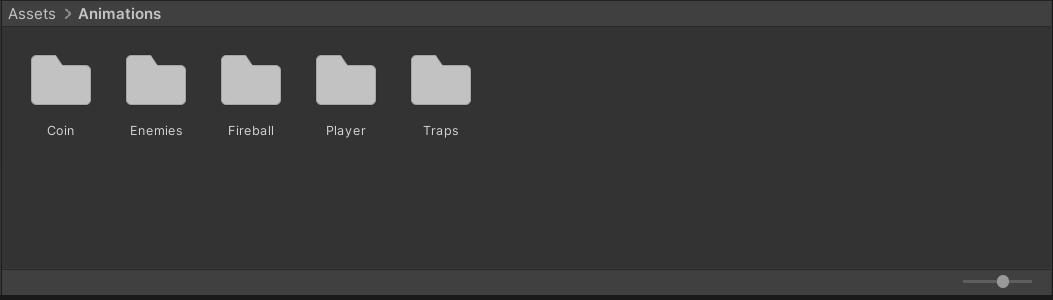 Assets > Animations
Coin Enemies Fireball Player Traps